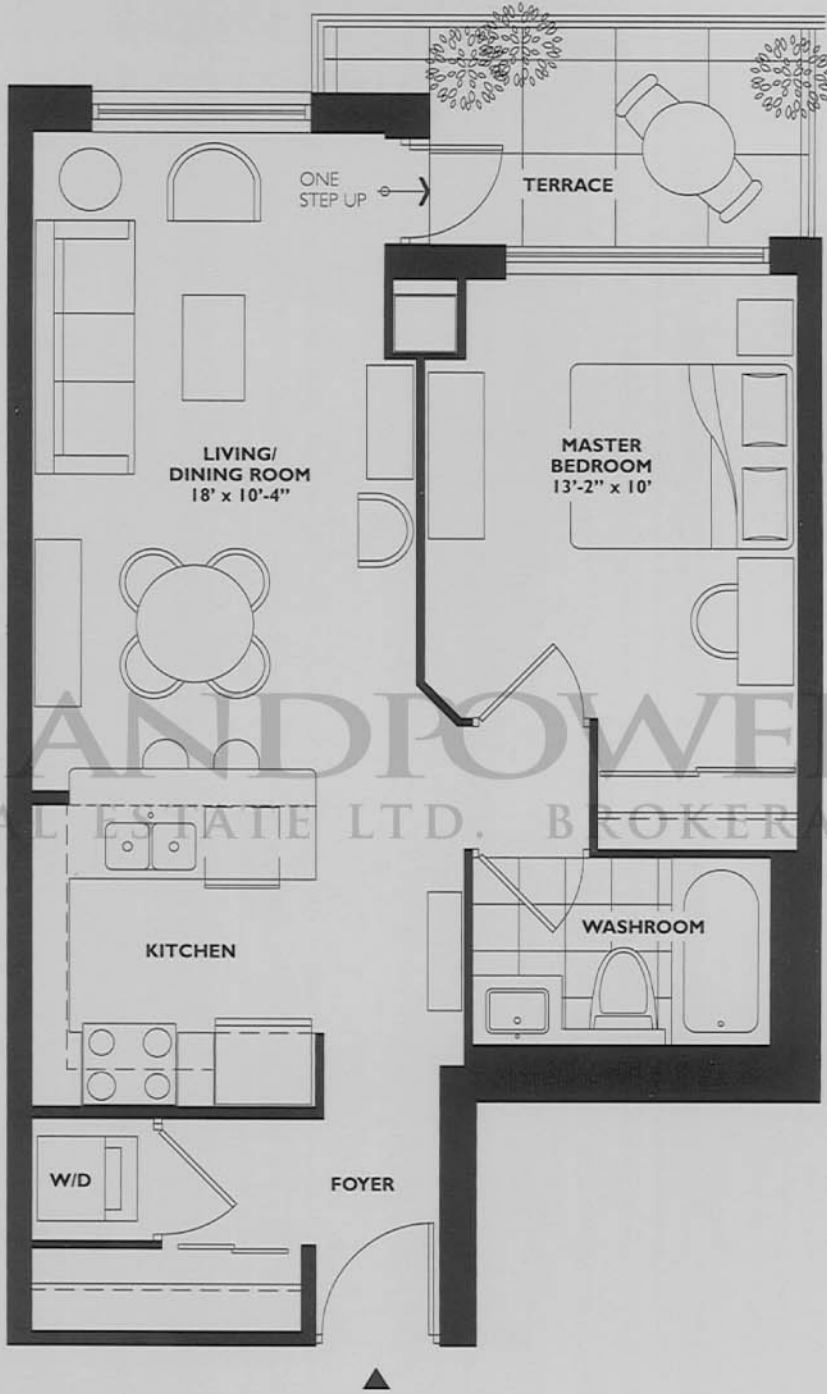 ONE
STEP UP
TERRACE
LIVING/
DINING ROOM
18' x 10'-4"
MASTER
BEDROOM
13'-2" x 10'
ANDPOWE
AL ESTATE LTD. BROKERA
KITCHEN
WASHROOM
W/D
FOYER